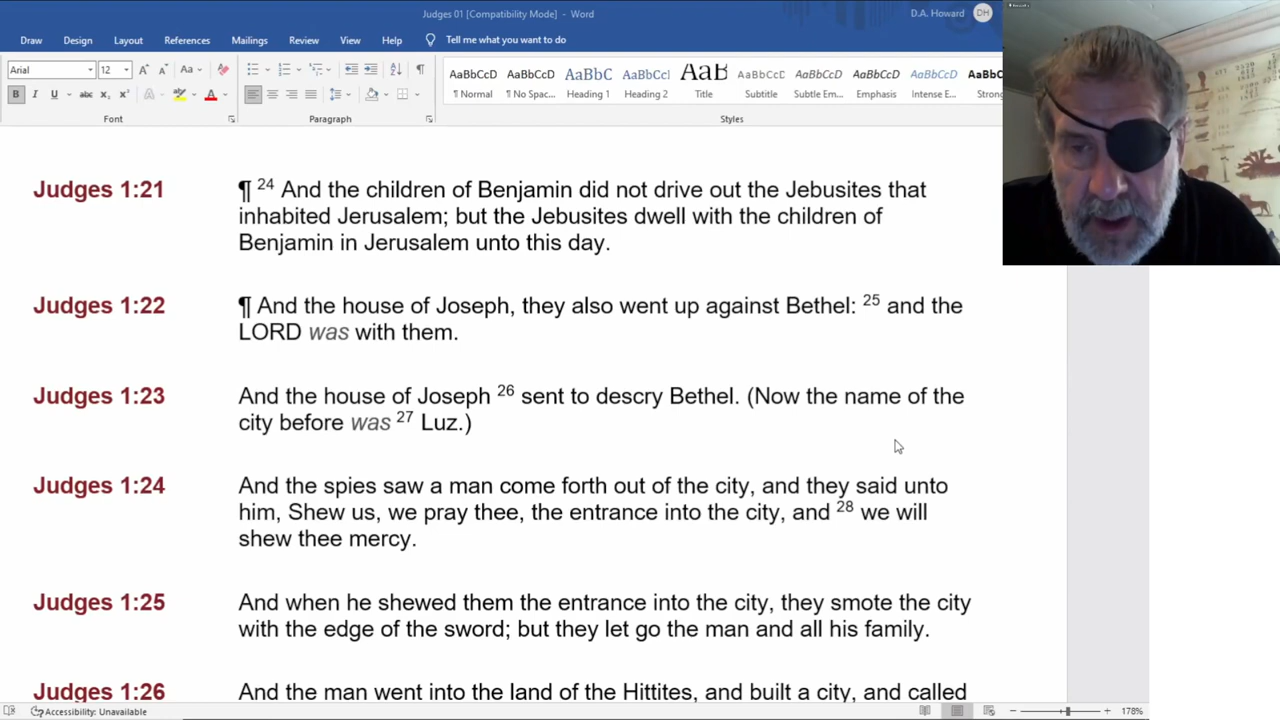 Judges 01 [Compatibility Mode] - Word
D.A. Howard DH
Draw Design Layout References Mailings Review View Help Tell me what you want to do
Arial 12 A A Aa
AaBbCcD AaBbCcD AaBbC AaBbCcI AaB AaBbCcD AaBbCcD AaBbCcD AaBbCcD AaBbC
B I U abc x₂ x² A A
¶ Normal ¶ No Spac... Heading 1 Heading 2 Title Subtitle Subtle Em... Emphasis Intense E... Strong
Font Paragraph Styles
Judges 1:21 ¶ 24 And the children of Benjamin did not drive out the Jebusites that
inhabited Jerusalem; but the Jebusites dwell with the children of
Benjamin in Jerusalem unto this day.
Judges 1:22 ¶ And the house of Joseph, they also went up against Bethel: 25 and the
LORD was with them.
Judges 1:23 And the house of Joseph 26 sent to descry Bethel. (Now the name of the
city before was 27 Luz.)
Judges 1:24 And the spies saw a man come forth out of the city, and they said unto
him, Shew us, we pray thee, the entrance into the city, and 28 we will
shew thee mercy.
Judges 1:25 And when he shewed them the entrance into the city, they smote the city
with the edge of the sword; but they let go the man and all his family.
Judges 1:26 And the man went into the land of the Hittites, and built a city, and called
Accessibility: Unavailable 178%